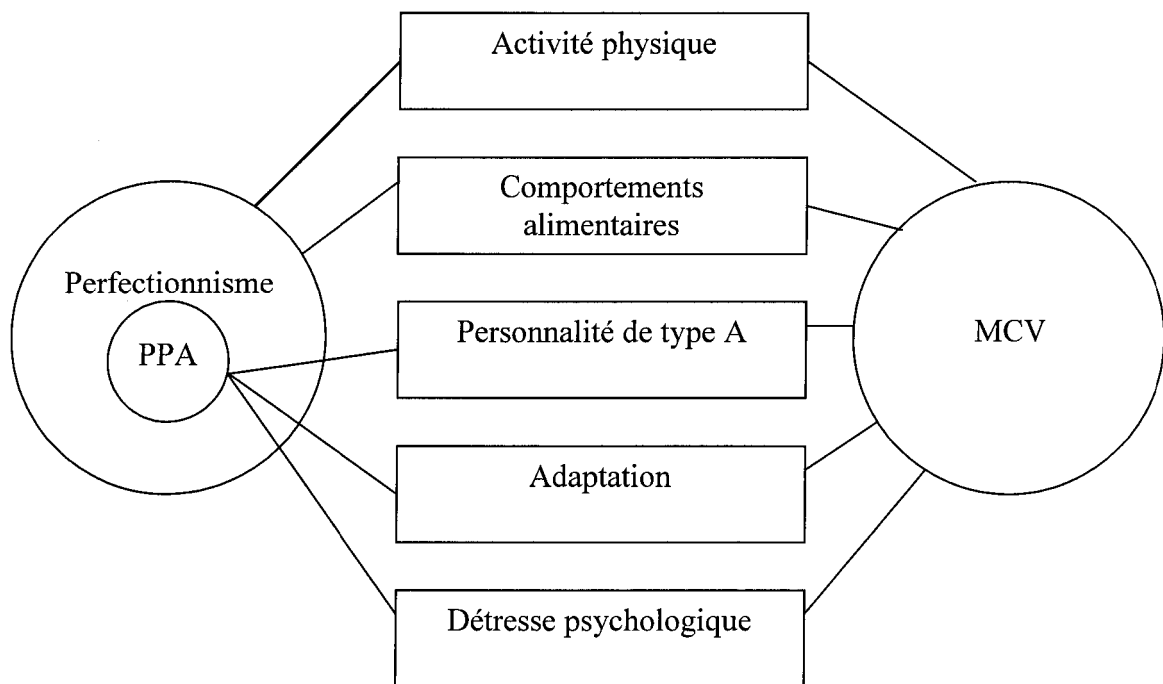 Activité physique
Comportements
alimentaires
Perfectionnisme
PPA
Personnalité de type A
MCV
Adaptation
Détresse psychologique